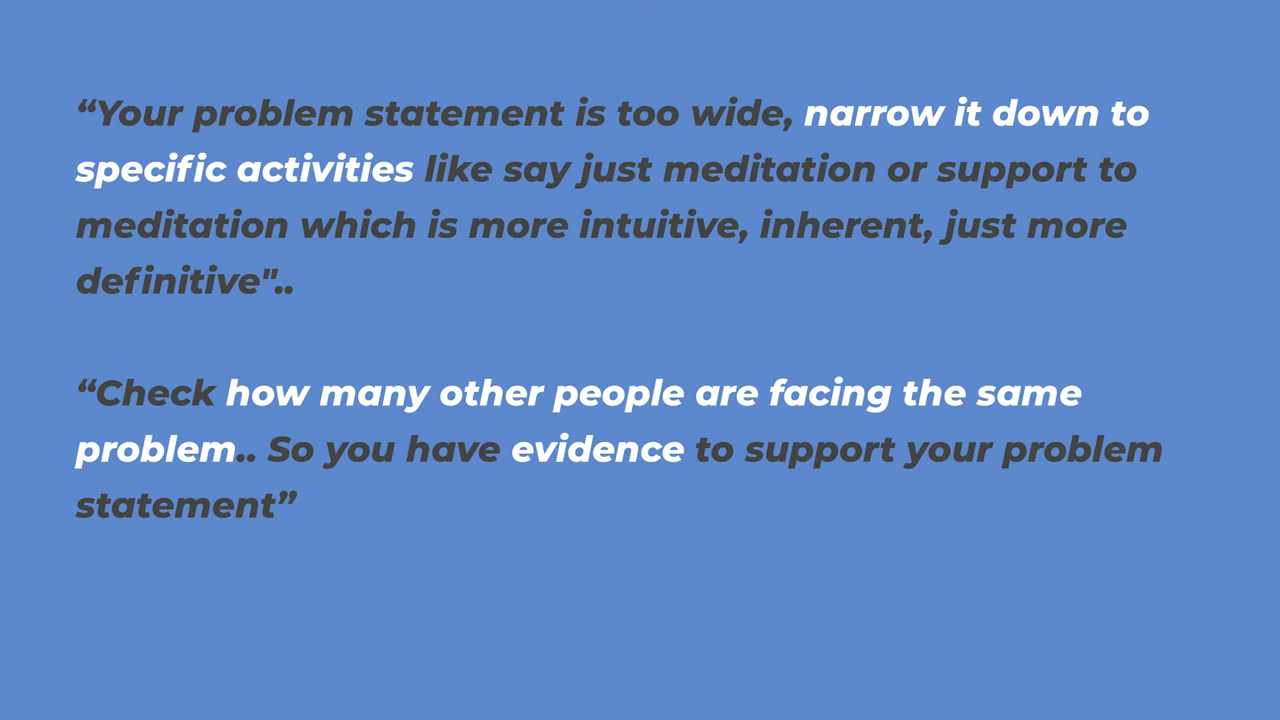 “Your problem statement is too wide, narrow it down to
specific activities like say just meditation or support to
meditation which is more intuitive, inherent, just more
definitive"..
“Check how many other people are facing the same
problem.. So you have evidence to support your problem
statement”